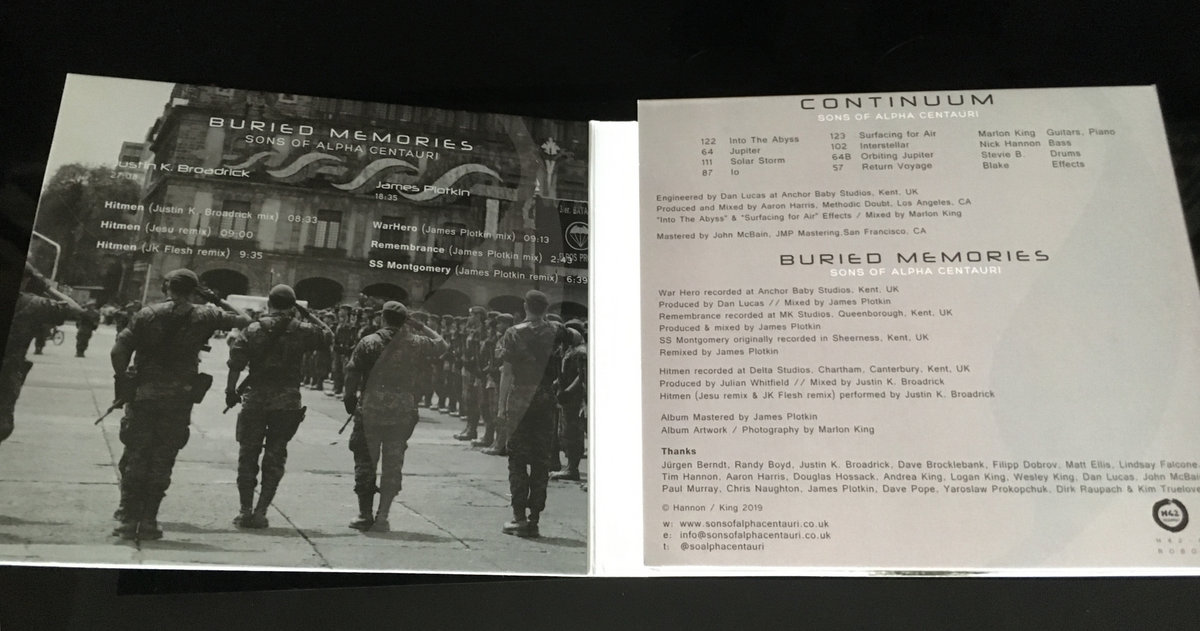 BURIED MEMORIES
SONS OF ALPHA CENTAURI
Justin K. Broadrick
27:08
Hitmen (Justin K. Broadrick mix) 08:33
Hitmen (Jesu remix) 09:00
Hitmen (JK Flesh remix) 9:35
James Plotkin
18:35
WarHero (James Plotkin mix) 09:13
Remembrance (James Plotkin mix) 2:43
SS Montgomery (James Plotkin remix) 6:39
CONTINUUM
SONS OF ALPHA CENTAURI
122 Into The Abyss
64 Jupiter
111 Solar Storm
87 Io
123 Surfacing for Air
102 Interstellar
64B Orbiting Jupiter
57 Return Voyage
Marlon King Guitars, Piano
Nick Hannon Bass
Stevie B. Drums
Blake Effects
Engineered by Dan Lucas at Anchor Baby Studios, Kent, UK
Produced and Mixed by Aaron Harris, Methodic Doubt, Los Angeles, CA
"Into The Abyss" & "Surfacing for Air" Effects / Mixed by Marlon King
Mastered by John McBain, JMP Mastering,San Francisco, CA
BURIED MEMORIES
SONS OF ALPHA CENTAURI
War Hero recorded at Anchor Baby Studios, Kent, UK
Produced by Dan Lucas // Mixed by James Plotkin
Remembrance recorded at MK Studios, Queenborough, Kent, UK
Produced & mixed by James Plotkin
SS Montgomery originally recorded in Sheerness, Kent, UK
Remixed by James Plotkin
Hitmen recorded at Delta Studios, Chartham, Canterbury, Kent, UK
Produced by Julian Whitfield // Mixed by Justin K. Broadrick
Hitmen (Jesu remix & JK Flesh remix) performed by Justin K. Broadrick
Album Mastered by James Plotkin
Album Artwork / Photography by Marlon King
Thanks
Jürgen Berndt, Randy Boyd, Justin K. Broadrick, Dave Brocklebank, Filipp Dobrov, Matt Ellis, Lindsay Falcone,
Tim Hannon, Aaron Harris, Douglas Hossack, Andrea King, Logan King, Wesley King, Dan Lucas, John McBai
Paul Murray, Chris Naughton, James Plotkin, Dave Pope, Yaroslaw Prokopchuk, Dirk Raupach & Kim Truelove
© Hannon / King 2019
w: www.sonsofalphacentauri.co.uk
e: info@sonsofalphacentauri.co.uk
t: @soalphacentauri
H42